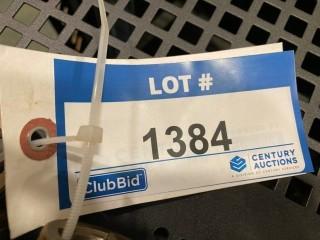 LOT #
1384
ClubBid
CENTURY
AUCTIONS